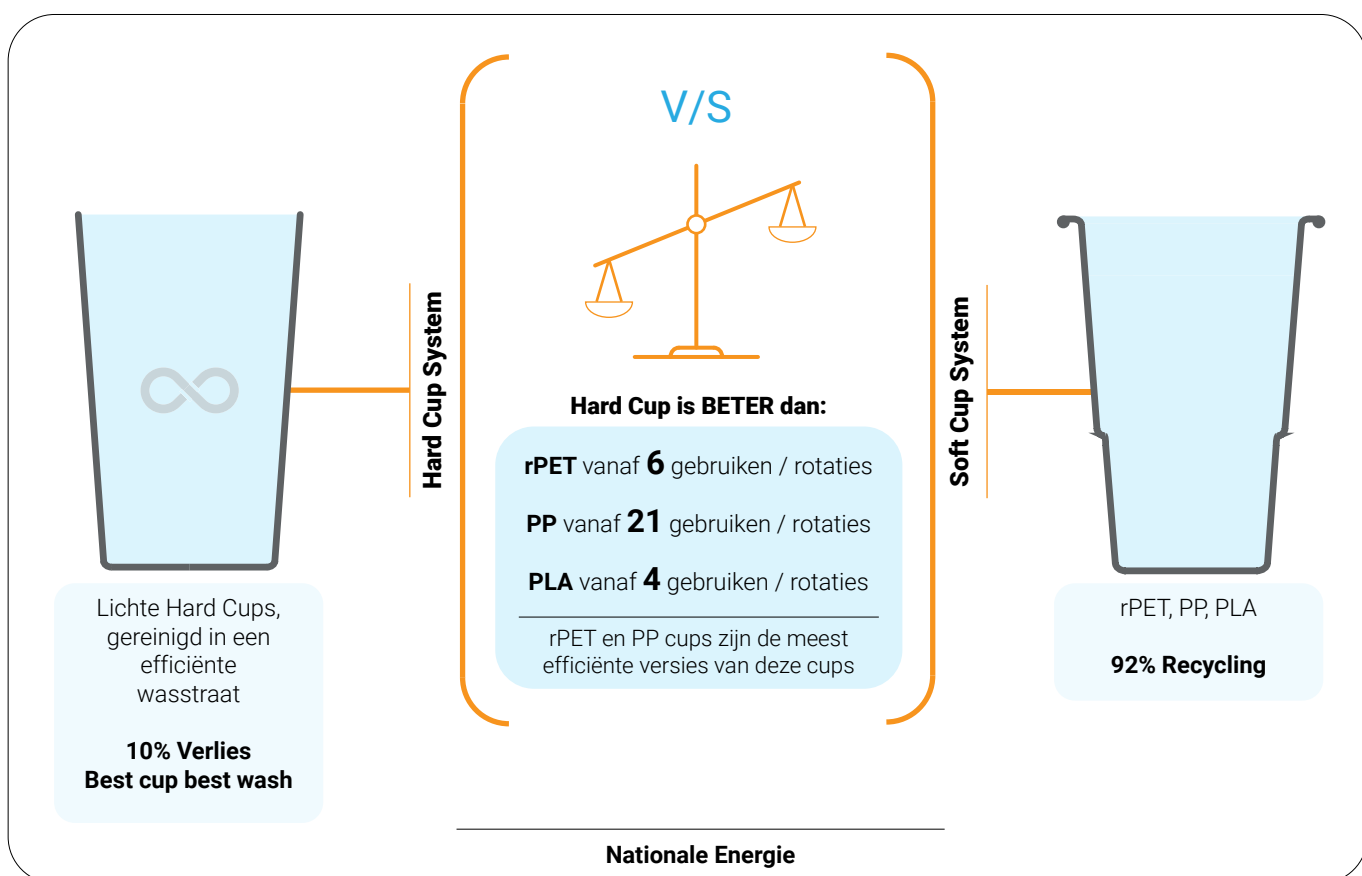 V/S
Hard Cup System
Soft Cup System
Hard Cup is BETER dan:
rPET vanaf 6 gebruiken / rotaties
PP vanaf 21 gebruiken / rotaties
PLA vanaf 4 gebruiken / rotaties
rPET en PP cups zijn de meest
efficiënte versies van deze cups
Lichte Hard Cups,
gereinigd in een
efficiënte
wasstraat
10% Verlies
Best cup best wash
rPET, PP, PLA
92% Recycling
Nationale Energie